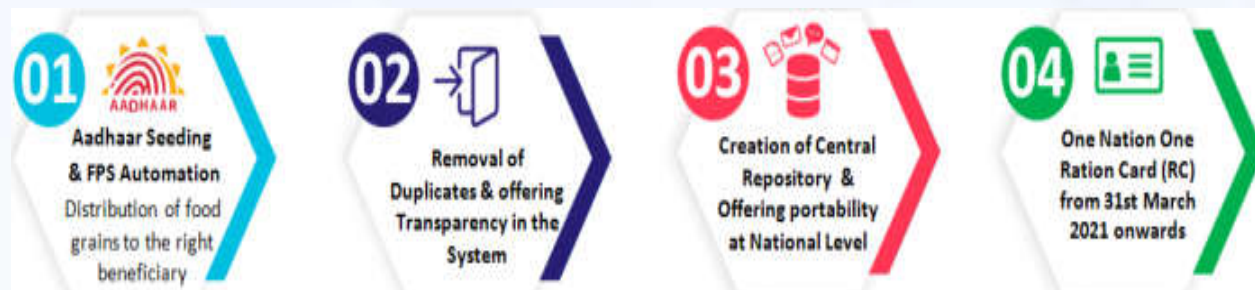 01
AADHAAR
Aadhaar Seeding
& FPS Automation
Distribution of food
grains to the right
beneficiary
02
Removal of
Duplicates & offering
Transparency in the
System
03
Creation of Central
Repository &
Offering portability
at National Level
04
One Nation One
Ration Card (RC)
from 31st March
2021 onwards